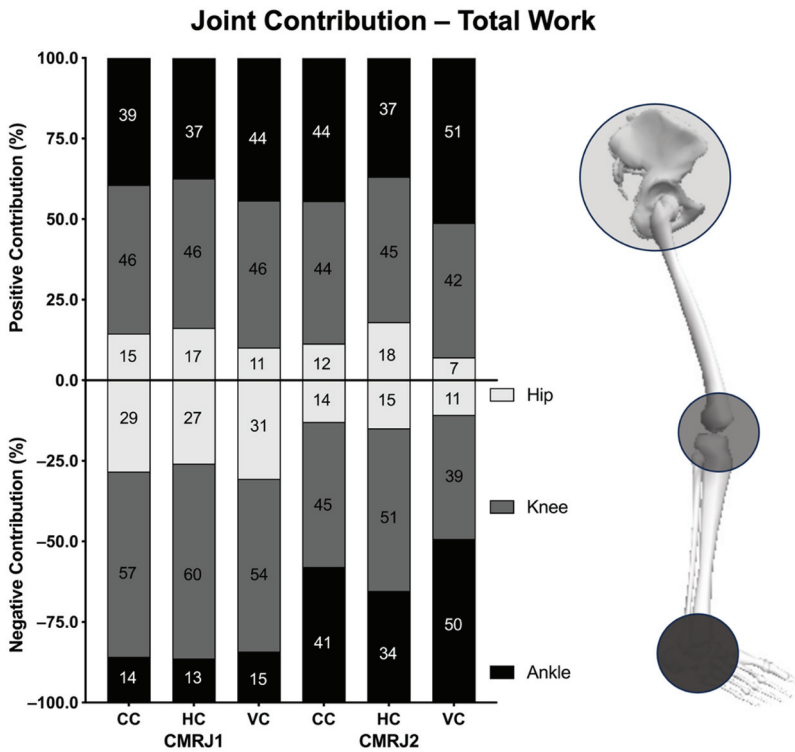 Joint Contribution – Total Work
Positive Contribution (%)
Negative Contribution (%)
100.0
75.0
50.0
25.0
0.0
–25.0
–50.0
–75.0
–100.0
39 37 44 44 37 51
46 46 46 44 45 42
15 17 11 12 18 7
29 27 31 14 15 11
57 60 54 45 51 39
14 13 15 41 34 50
Hip
Knee
Ankle
CC HC VC CC HC VC
CMRJ1 CMRJ2